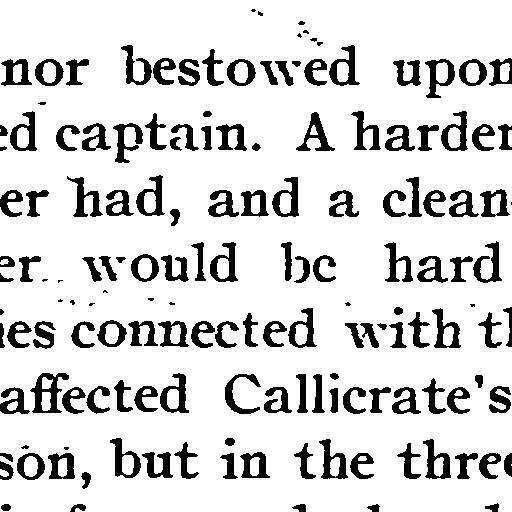 nor bestowed upon
ed captain. A harder
er had, and a clean-
er would be hard
ies connected with th
affected Callicrate's
son, but in the three